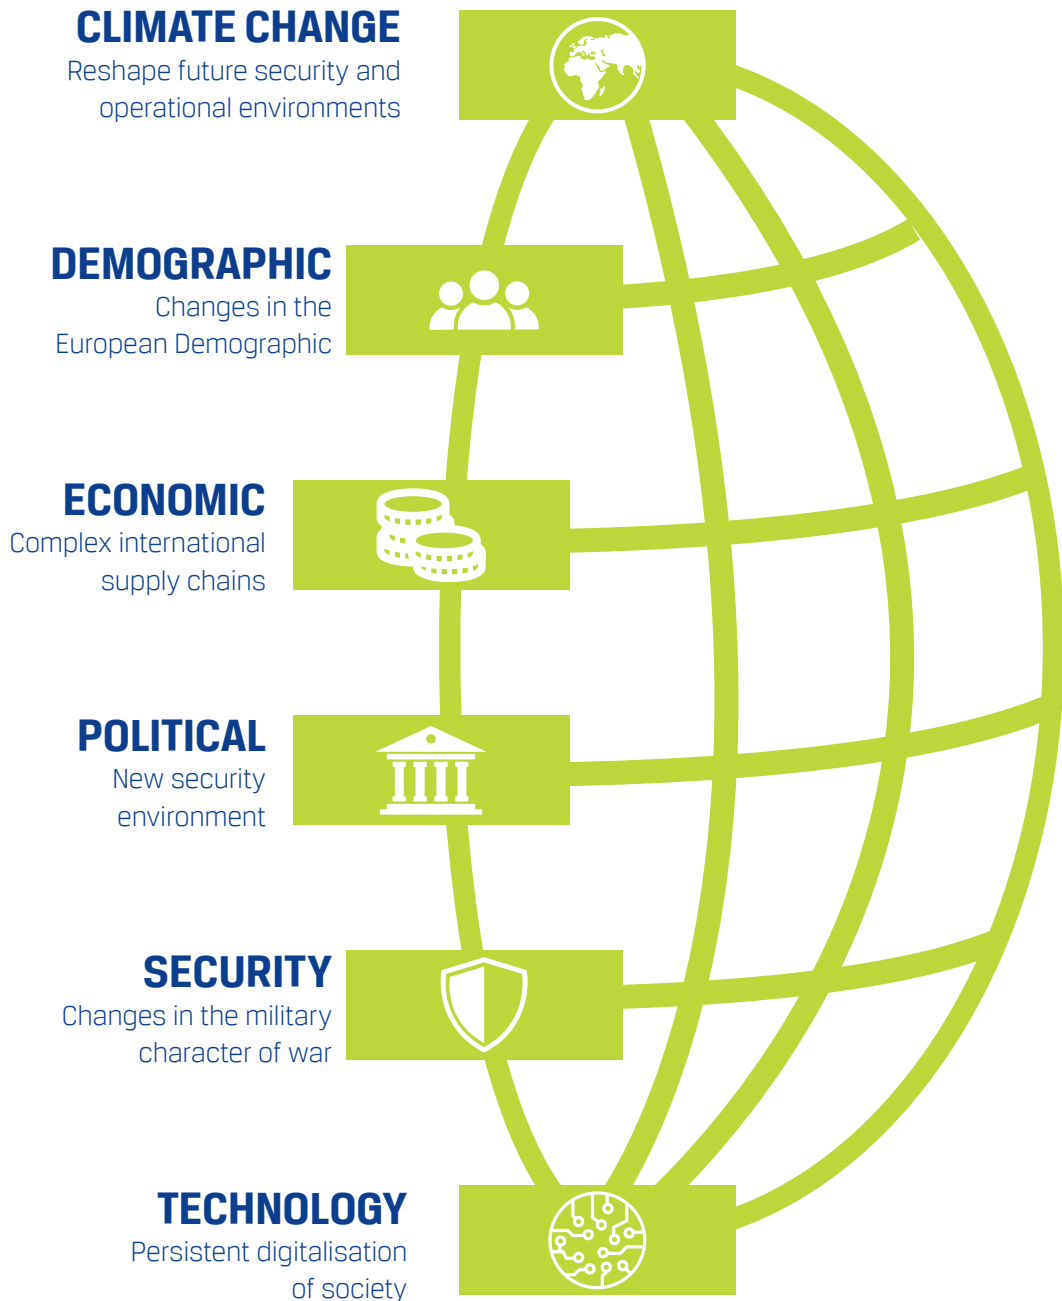 CLIMATE CHANGE
Reshape future security and
operational environments
DEMOGRAPHIC
Changes in the
European Demographic
ECONOMIC
Complex international
supply chains
POLITICAL
New security
environment
SECURITY
Changes in the military
character of war
TECHNOLOGY
Persistent digitalisation
of society